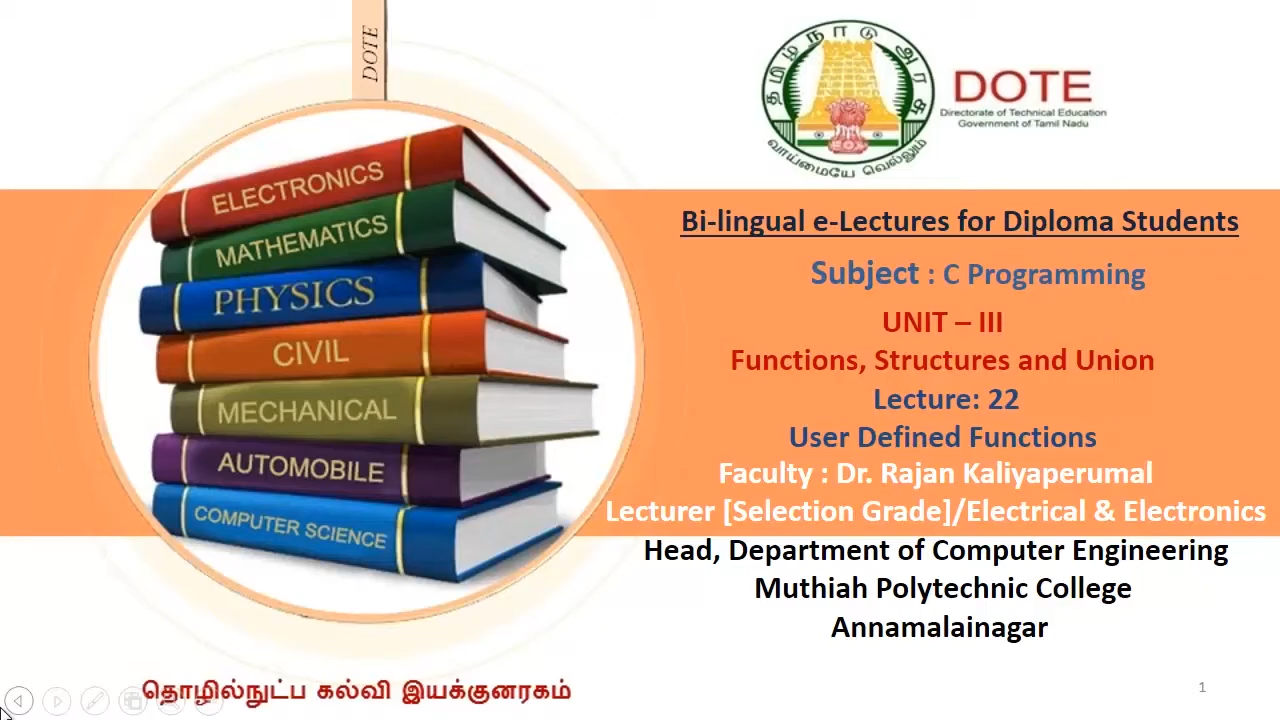 DOTE
தமிழ்நாடு அரசு
வாய்மையே வெல்லும்
DOTE
Directorate of Technical Education
Government of Tamil Nadu
ELECTRONICS
MATHEMATICS
PHYSICS
CIVIL
MECHANICAL
AUTOMOBILE
COMPUTER SCIENCE
Bi-lingual e-Lectures for Diploma Students
Subject : C Programming
UNIT – III
Functions, Structures and Union
Lecture: 22
User Defined Functions
Faculty : Dr. Rajan Kaliyaperumal
Lecturer [Selection Grade]/Electrical & Electronics
Head, Department of Computer Engineering
Muthiah Polytechnic College
Annamalainagar
தொழில்நுட்ப கல்வி இயக்குனரகம்
1